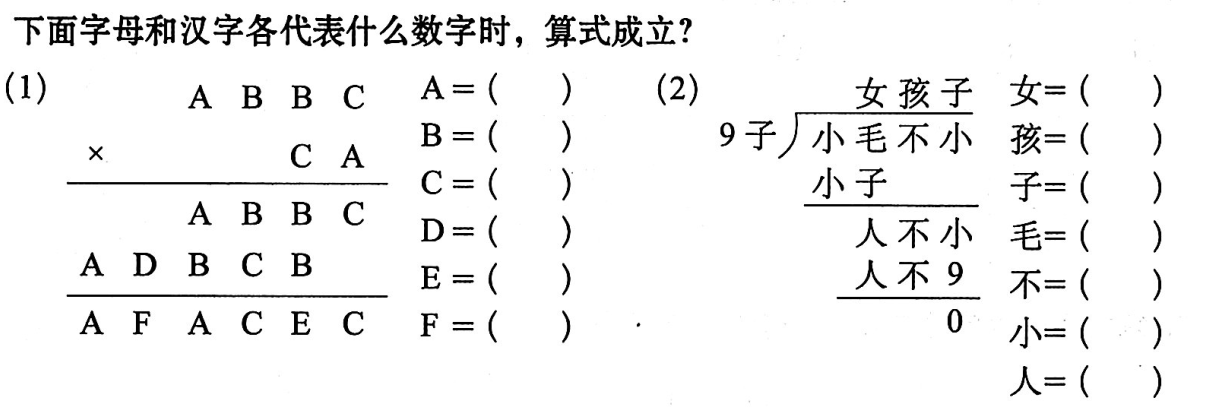 下面字母和汉字各代表什么数字时，算式成立？
(1) A B B C A=( ) (2) 女孩子 女=( )
× C A B=( ) 9子)小毛不小 孩=( )
A B B C C=( ) 小子 子=( )
A D B C B D=( ) 人不小 毛=( )
A F A C E C E=( ) 人不9 不=( )
F=( ) 0 小=( )
人=( )